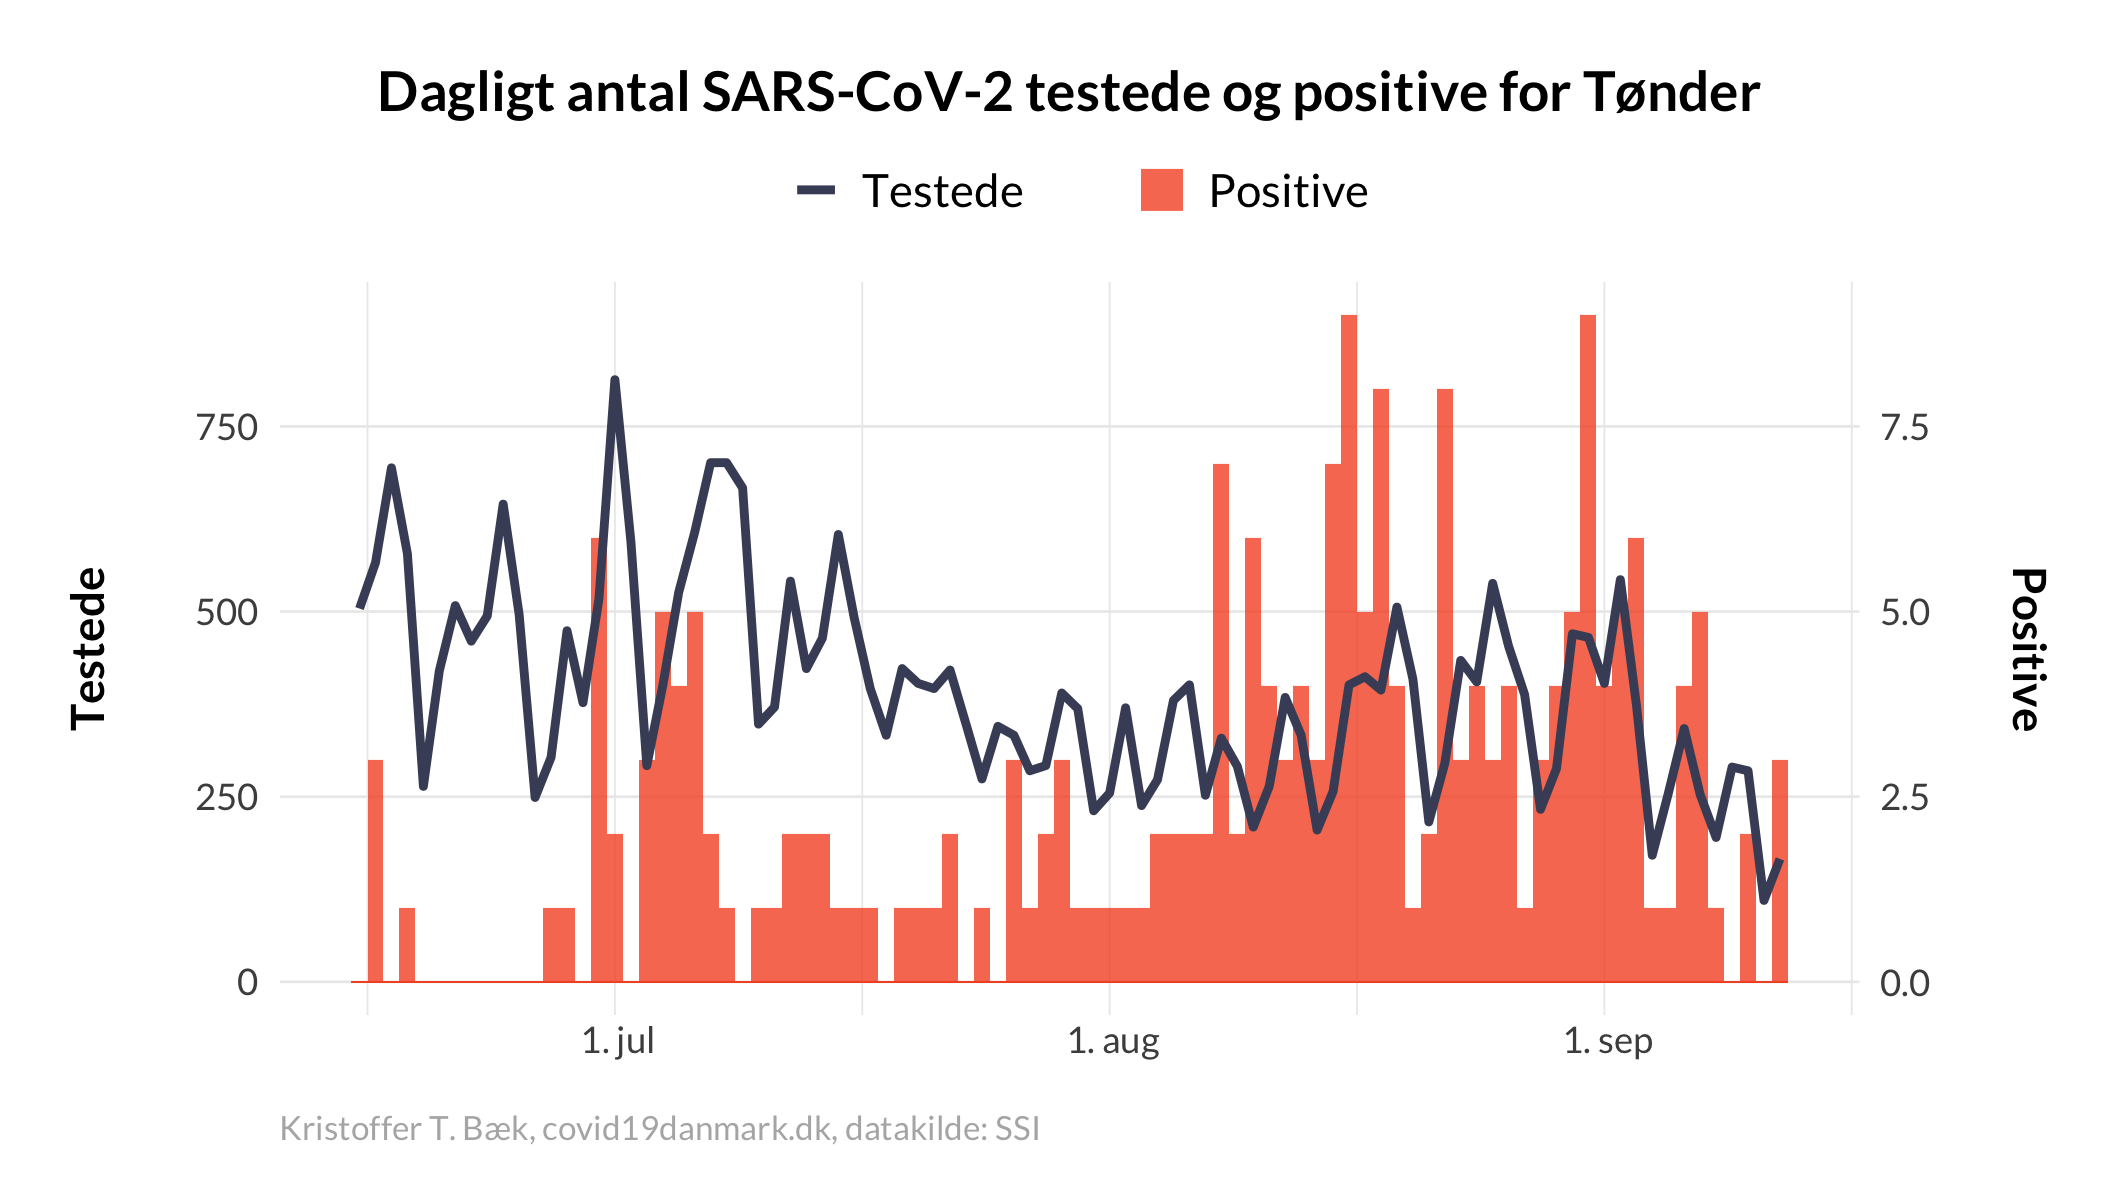 Dagligt antal SARS-CoV-2 testede og positive for Tønder
Testede
Positive
750
500
250
0
7.5
5.0
2.5
0.0
Testede
Positive
1. jul
1. aug
1. sep
Kristoffer T. Bæk, covid19danmark.dk, datakilde: SSI